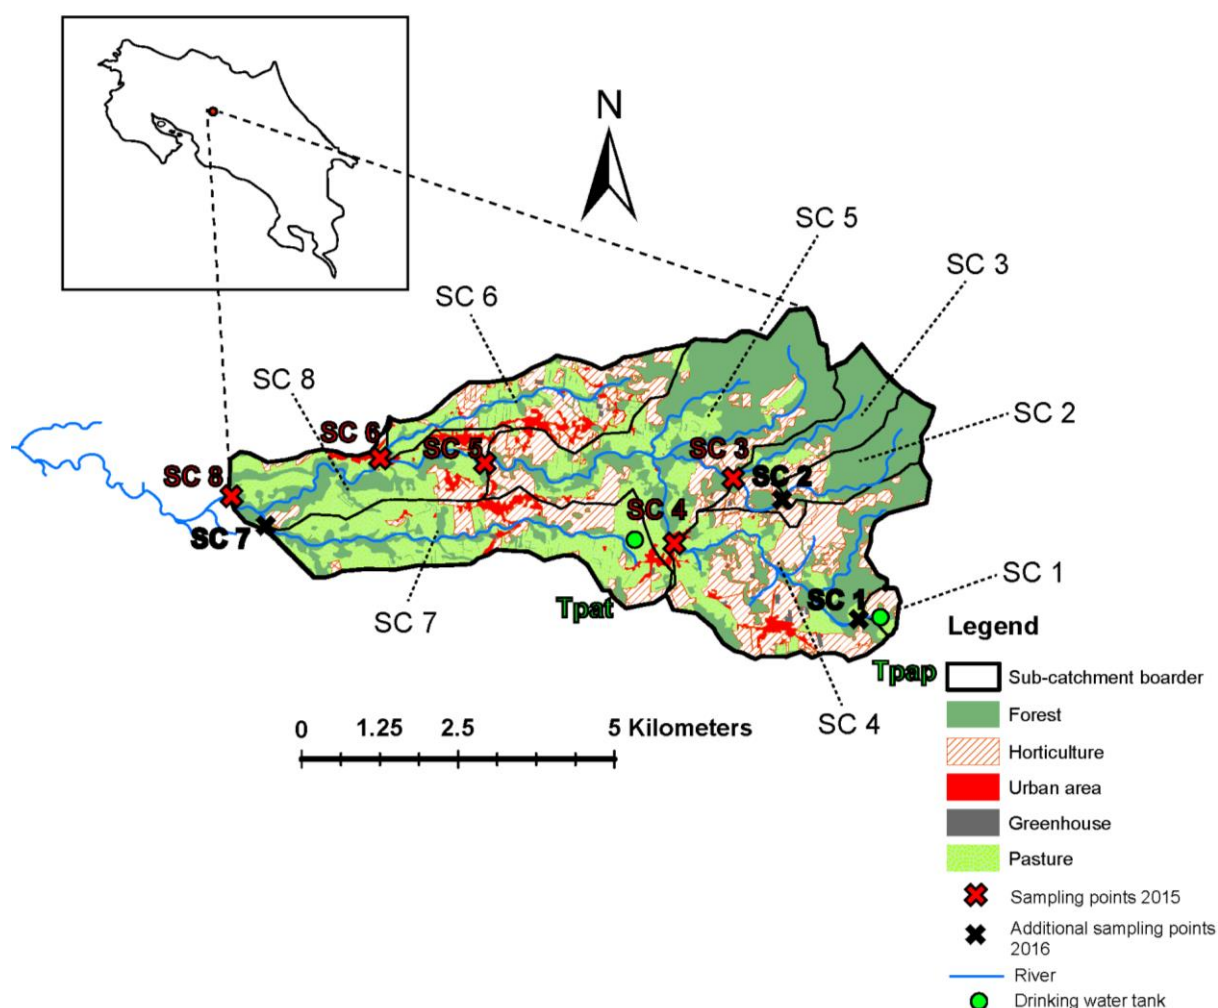 N
SC 5
SC 3
SC 6
SC 8
SC 2
SC 6
SC 5
SC 3
SC 8
SC 2
SC 4
SC 7
SC 1
SC 1
Tpat
SC 7
Legend
Tpap
Sub-catchment boarder
SC 4
0 1.25 2.5 5 Kilometers
Forest
Horticulture
Urban area
Greenhouse
Pasture
Sampling points 2015
Additional sampling points
2016
River
Drinking water tank